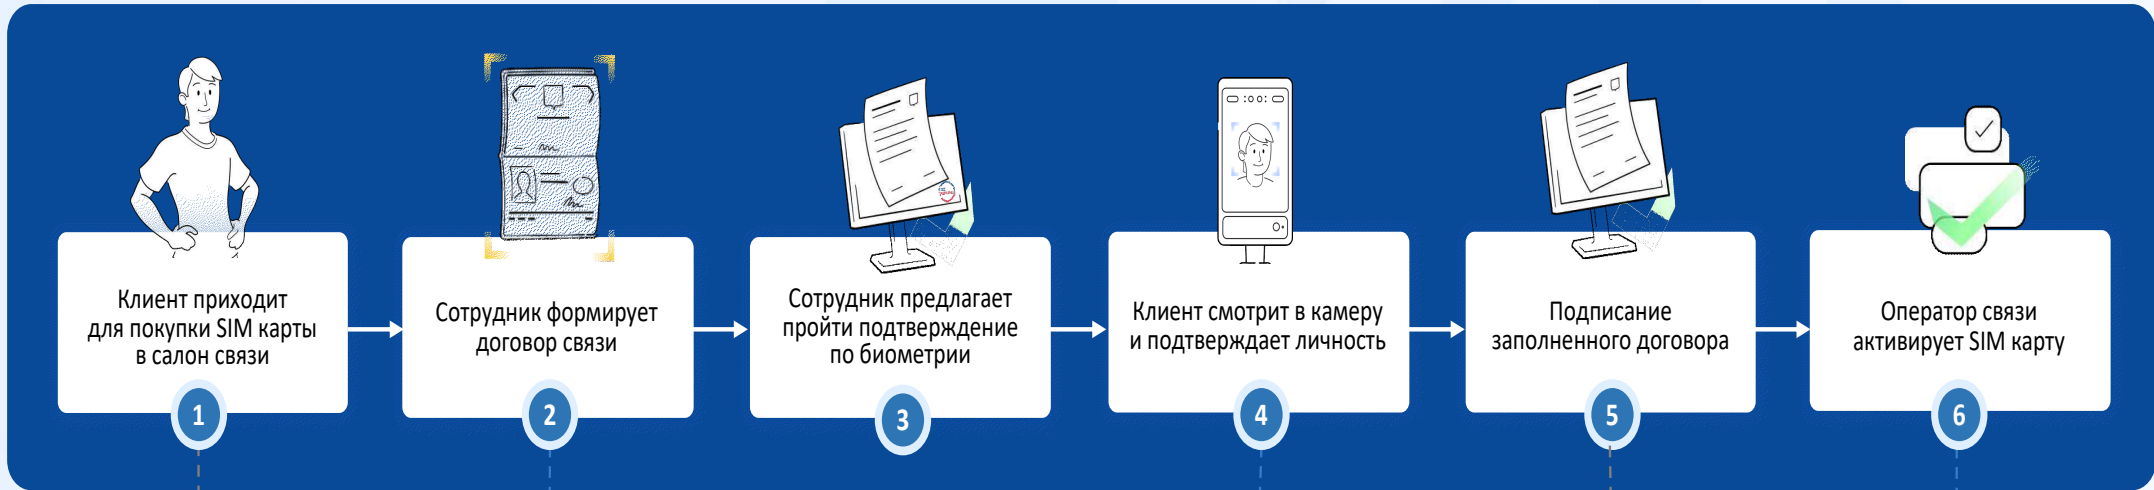 Клиент приходит
для покупки SIM карты
в салон связи
1
Сотрудник формирует
договор связи
2
Сотрудник предлагает
пройти подтверждение
по биометрии
3
Клиент смотрит в камеру
и подтверждает личность
4
Подписание
заполненного договора
5
Оператор связи
активирует SIM карту
6